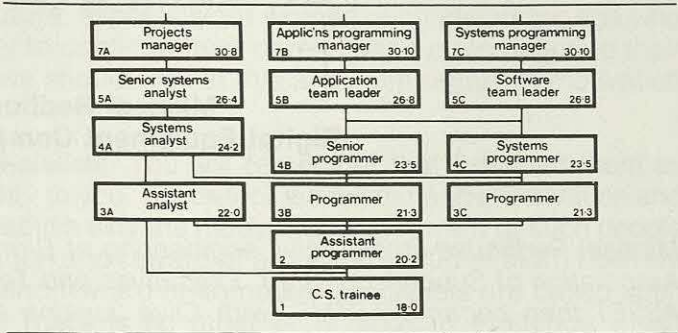 Projects
manager
7A 30·8
Applic'ns programming
manager
7B 30·10
Systems programming
manager
7C 30·10
Senior systems
analyst
5A 26·4
Application
team leader
5B 26·8
Software
team leader
5C 26·8
Systems
analyst
4A 24·2
Senior
programmer
4B 23·5
Systems
programmer
4C 23·5
Assistant
analyst
3A 22·0
Programmer
3B 21·3
Programmer
3C 21·3
Assistant
programmer
2 20·2
C.S. trainee
1 18·0